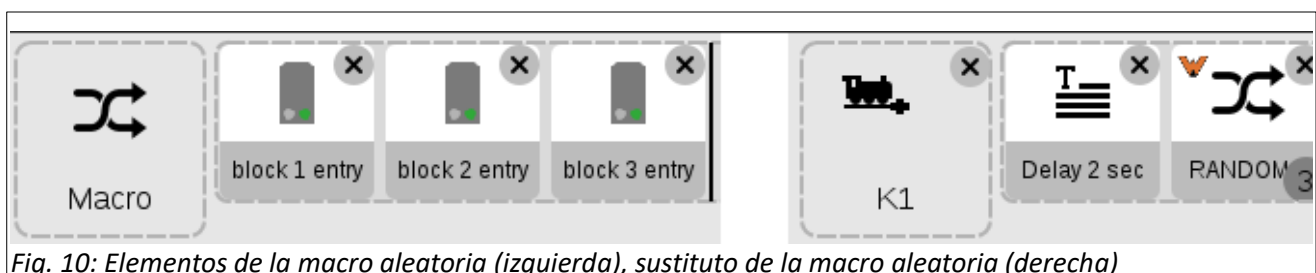 block 1 entry block 2 entry block 3 entry Delay 2 sec RANDOM 3
Macro K1
Fig. 10: Elementos de la macro aleatoria (izquierda), sustituto de la macro aleatoria (derecha)